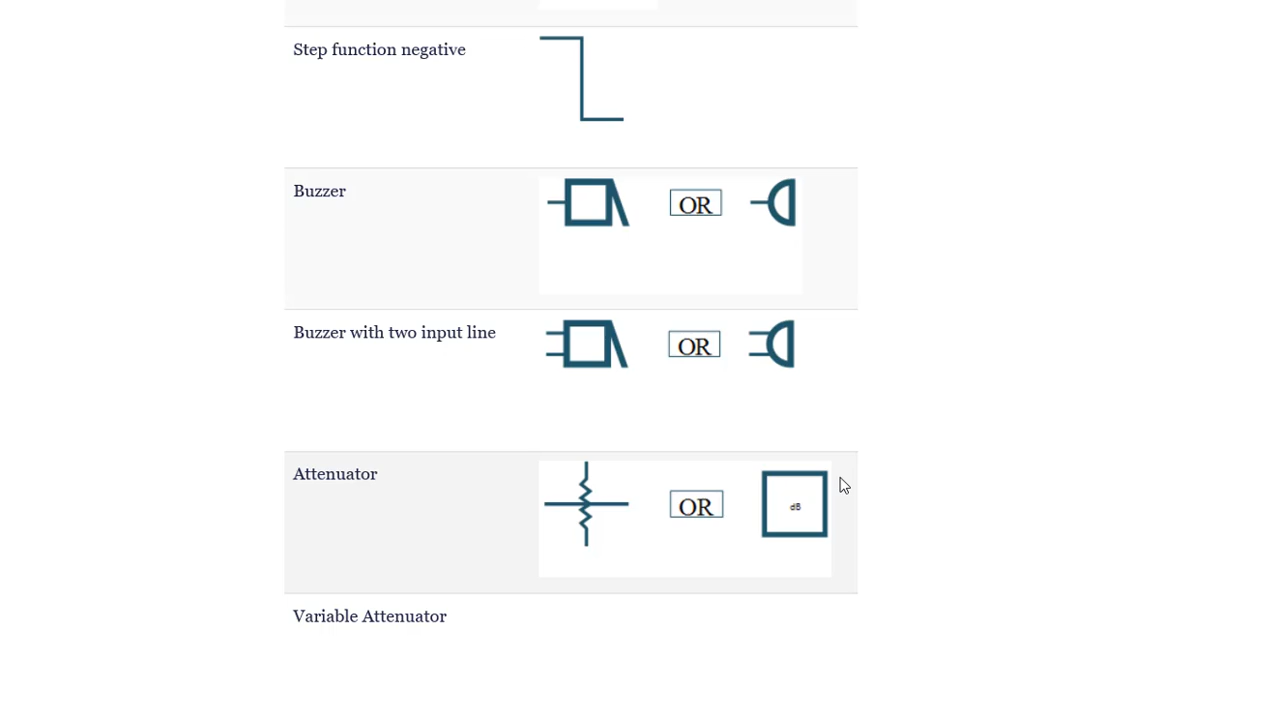 Step function negative
Buzzer
OR
Buzzer with two input line
OR
Attenuator
OR
dB
Variable Attenuator